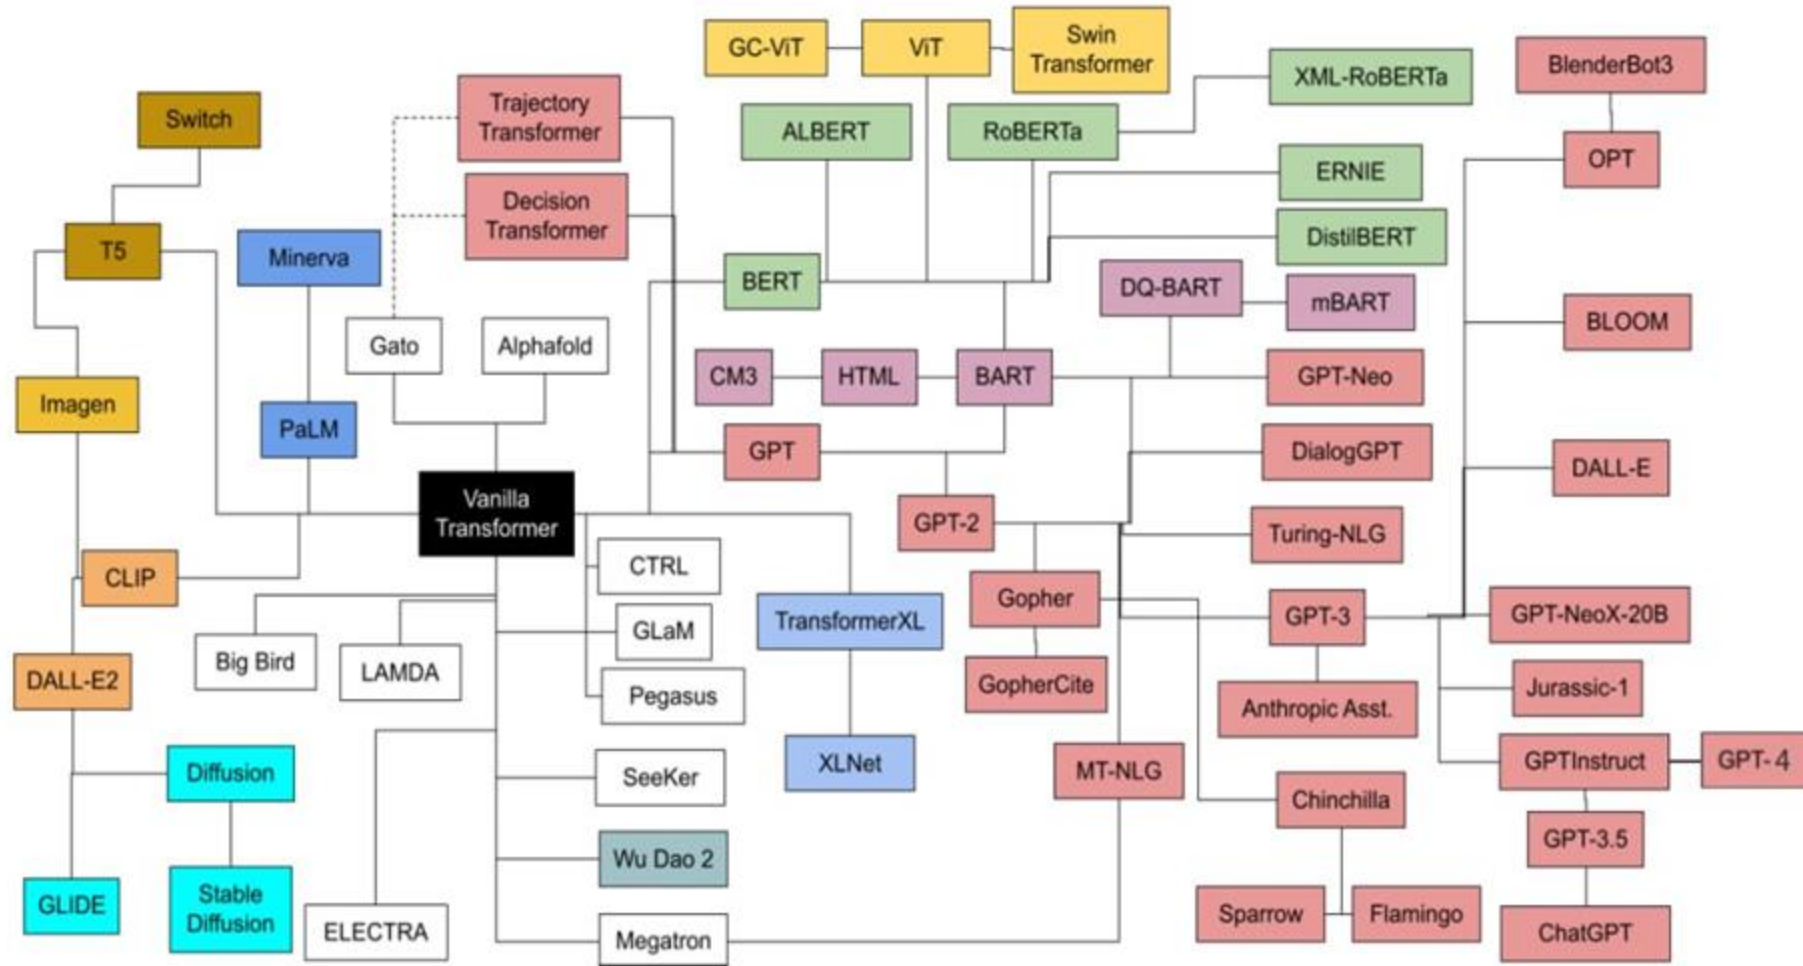 GC-ViT
ViT
Swin
Transformer
BlenderBot3
XML-RoBERTa
Trajectory
Transformer
Switch
ALBERT
RoBERTa
OPT
ERNIE
Decision
Transformer
DistilBERT
T5
Minerva
BERT
DQ-BART
mBART
BLOOM
Gato
Alphafold
CM3
HTML
BART
GPT-Neo
Imagen
PaLM
GPT
DialogGPT
DALL-E
Vanilla
Transformer
GPT-2
Turing-NLG
CLIP
CTRL
Gopher
GPT-3
GPT-NeoX-20B
TransformerXL
GLaM
Big Bird
LAMDA
DALL-E2
Pegasus
GopherCite
Anthropic Asst.
Jurassic-1
Diffusion
SeeKer
XLNet
MT-NLG
GPTInstruct
GPT-4
Chinchilla
GPT-3.5
Wu Dao 2
GLIDE
Stable
Diffusion
ELECTRA
Megatron
Sparrow
Flamingo
ChatGPT